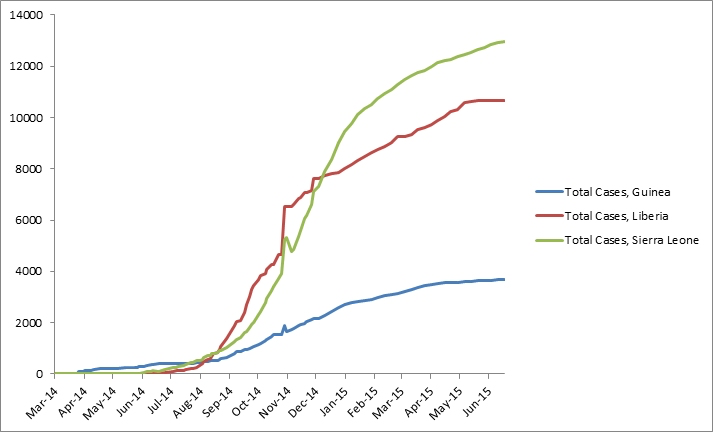 14000
12000
10000
8000
6000
4000
2000
0
Mar-14
Apr-14
May-14
Jun-14
Jul-14
Aug-14
Sep-14
Oct-14
Nov-14
Dec-14
Jan-15
Feb-15
Mar-15
Apr-15
May-15
Jun-15
Total Cases, Guinea
Total Cases, Liberia
Total Cases, Sierra Leone